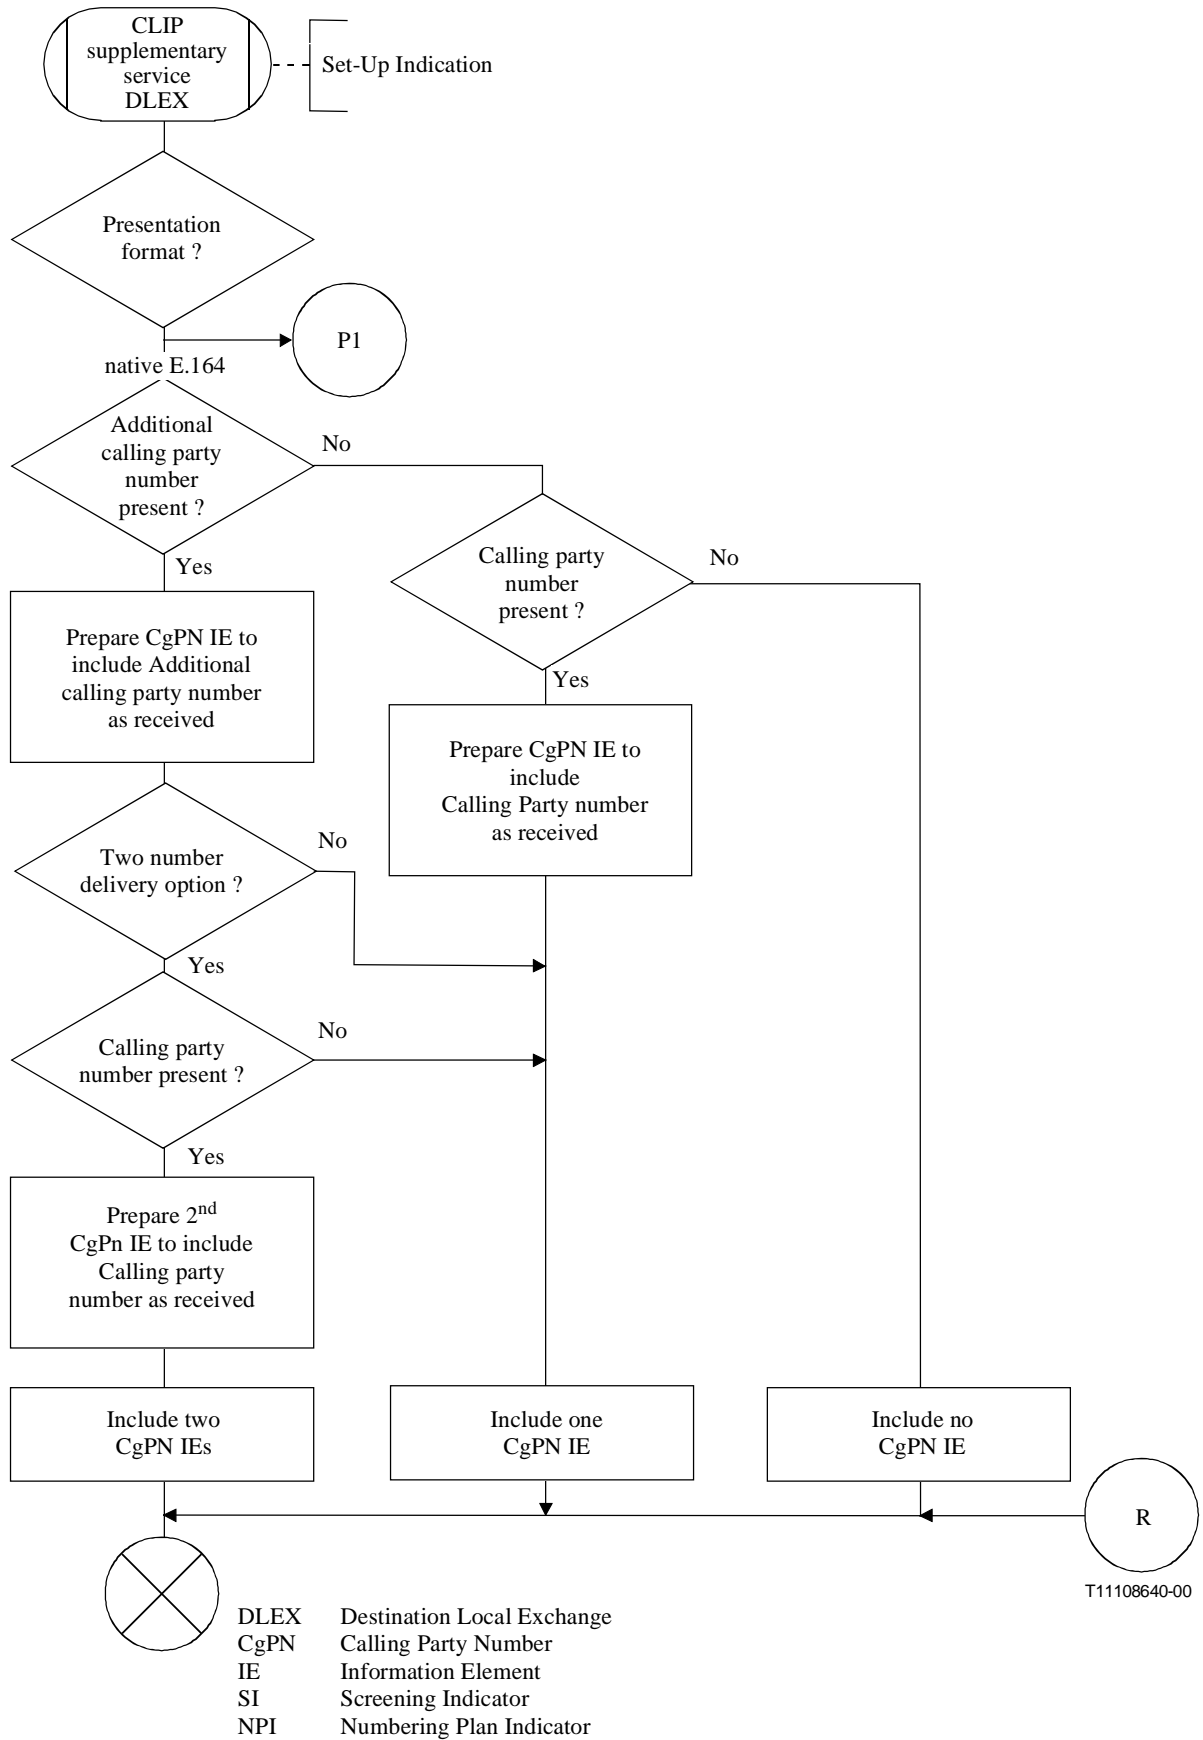 CLIP
supplementary
service
DLEX
Set-Up Indication
Presentation
format ?
P1
native E.164
Additional
calling party
number
present ?
No
Yes
Calling party
number
present ?
No
Yes
Prepare CgPN IE to
include Additional
calling party number
as received
Prepare CgPN IE to
include
Calling Party number
as received
Two number
delivery option ?
No
Yes
Calling party
number present ?
No
Yes
Prepare 2nd
CgPn IE to include
Calling party
number as received
Include two
CgPN IEs
Include one
CgPN IE
Include no
CgPN IE
R
T11108640-00
DLEX Destination Local Exchange
CgPN Calling Party Number
IE Information Element
SI Screening Indicator
NPI Numbering Plan Indicator